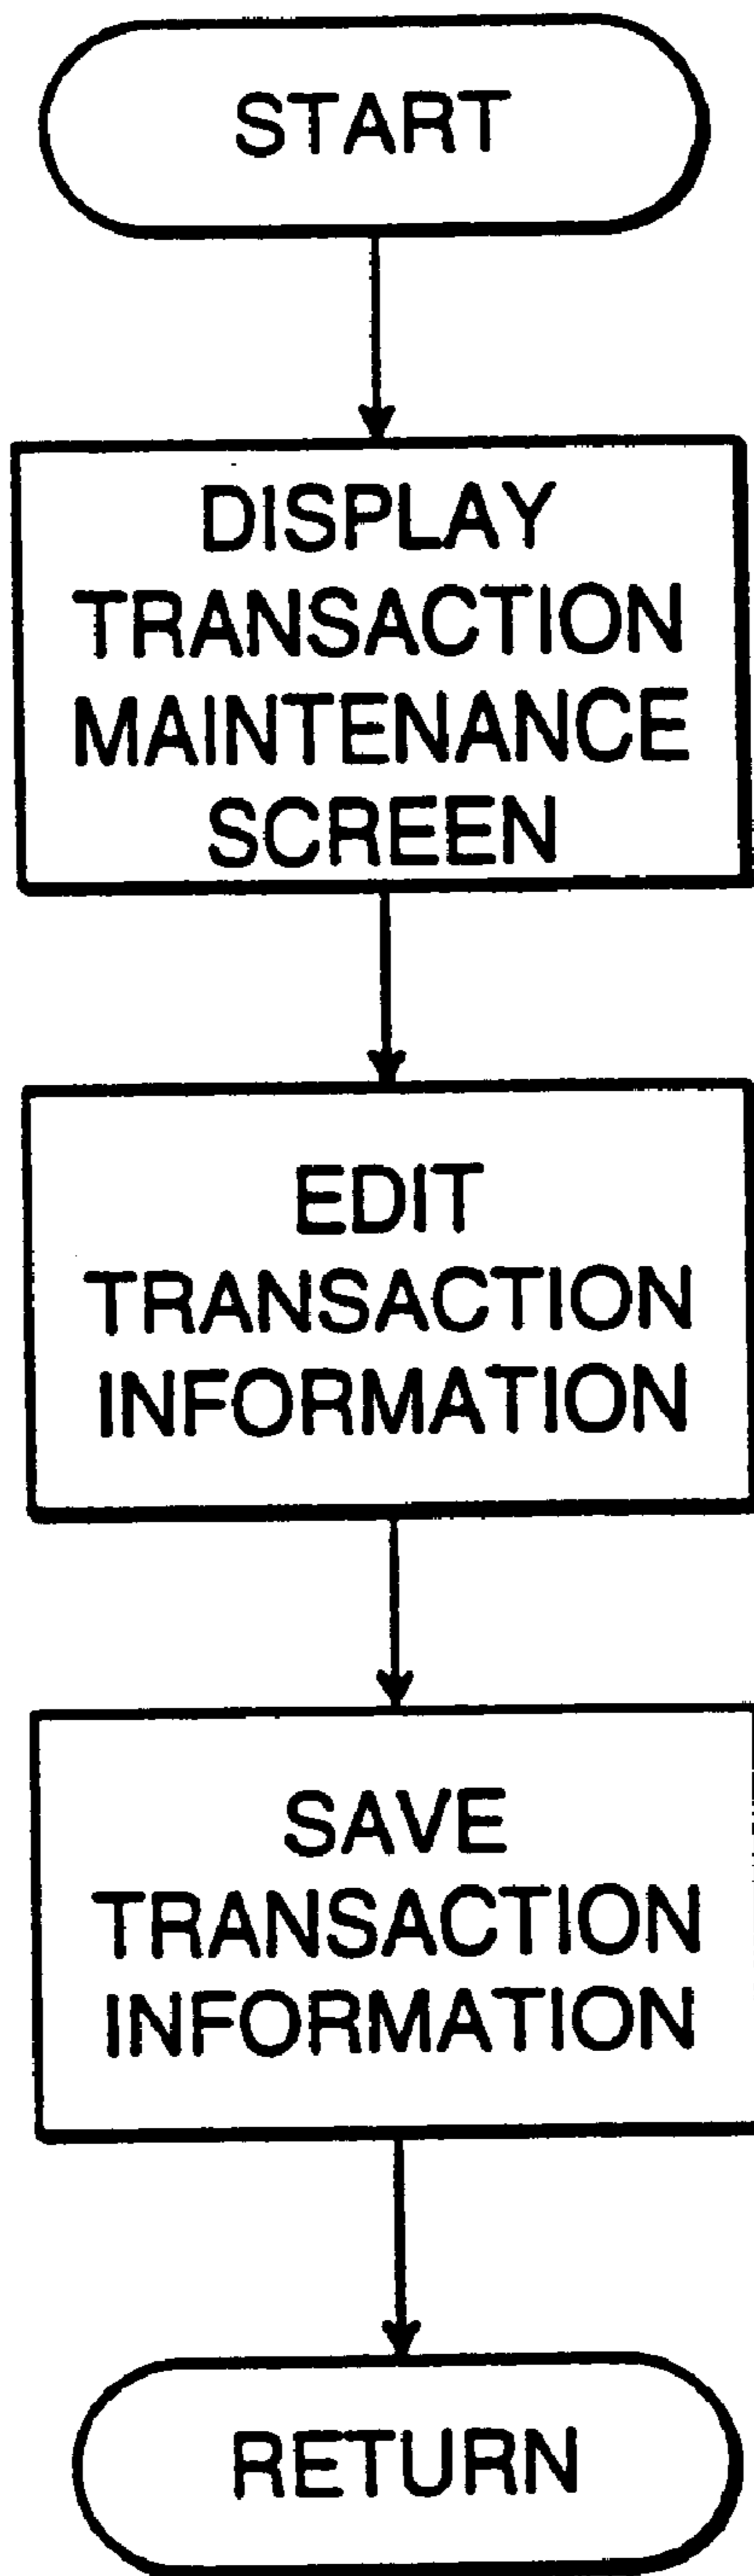 START
DISPLAY
TRANSACTION
MAINTENANCE
SCREEN
EDIT
TRANSACTION
INFORMATION
SAVE
TRANSACTION
INFORMATION
RETURN